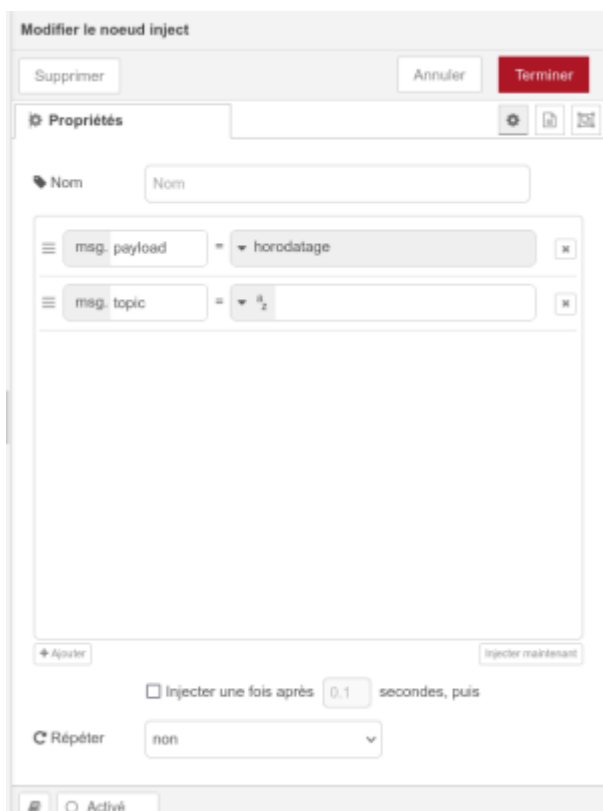 Modifier le noeud inject
Supprimer Annuler Terminer
Propriétés
Nom Nom
msg. payload = horodatage
msg. topic = a z
Ajouter Injecter maintenant
Injecter une fois après 0.1 secondes, puis
Répéter non
Activé